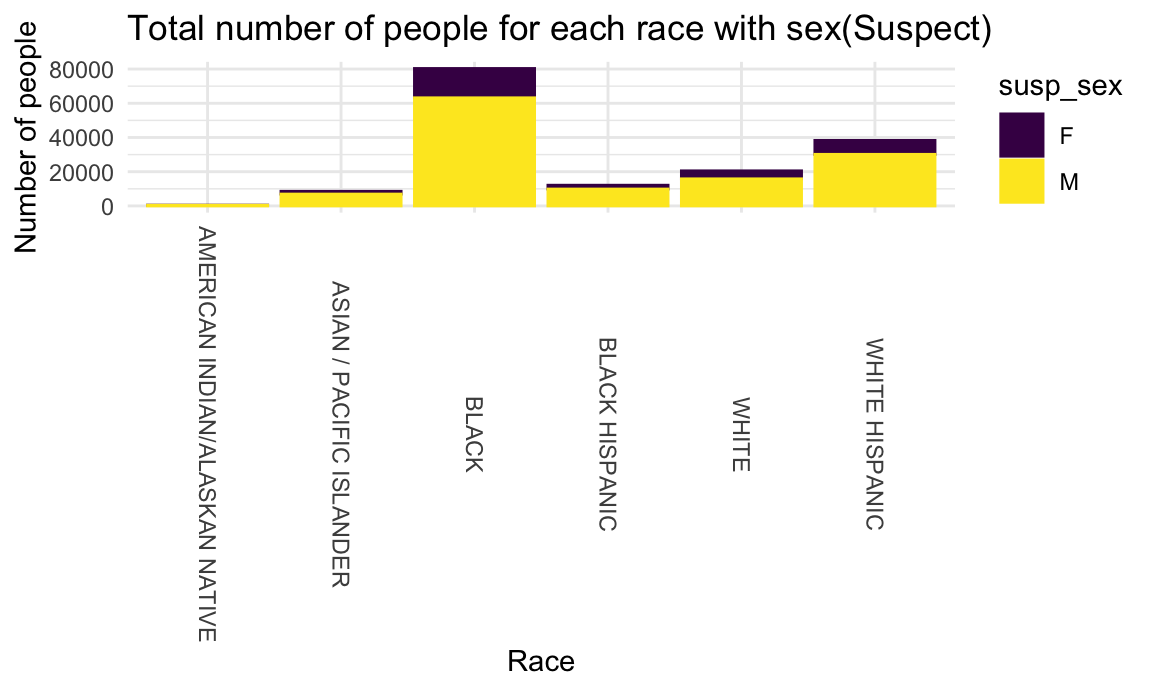 Total number of people for each race with sex(Suspect)
Number of people
80000
60000
40000
20000
0
susp_sex
F
M
AMERICAN INDIAN/ALASKAN NATIVE
ASIAN / PACIFIC ISLANDER
BLACK
BLACK HISPANIC
WHITE
WHITE HISPANIC
Race